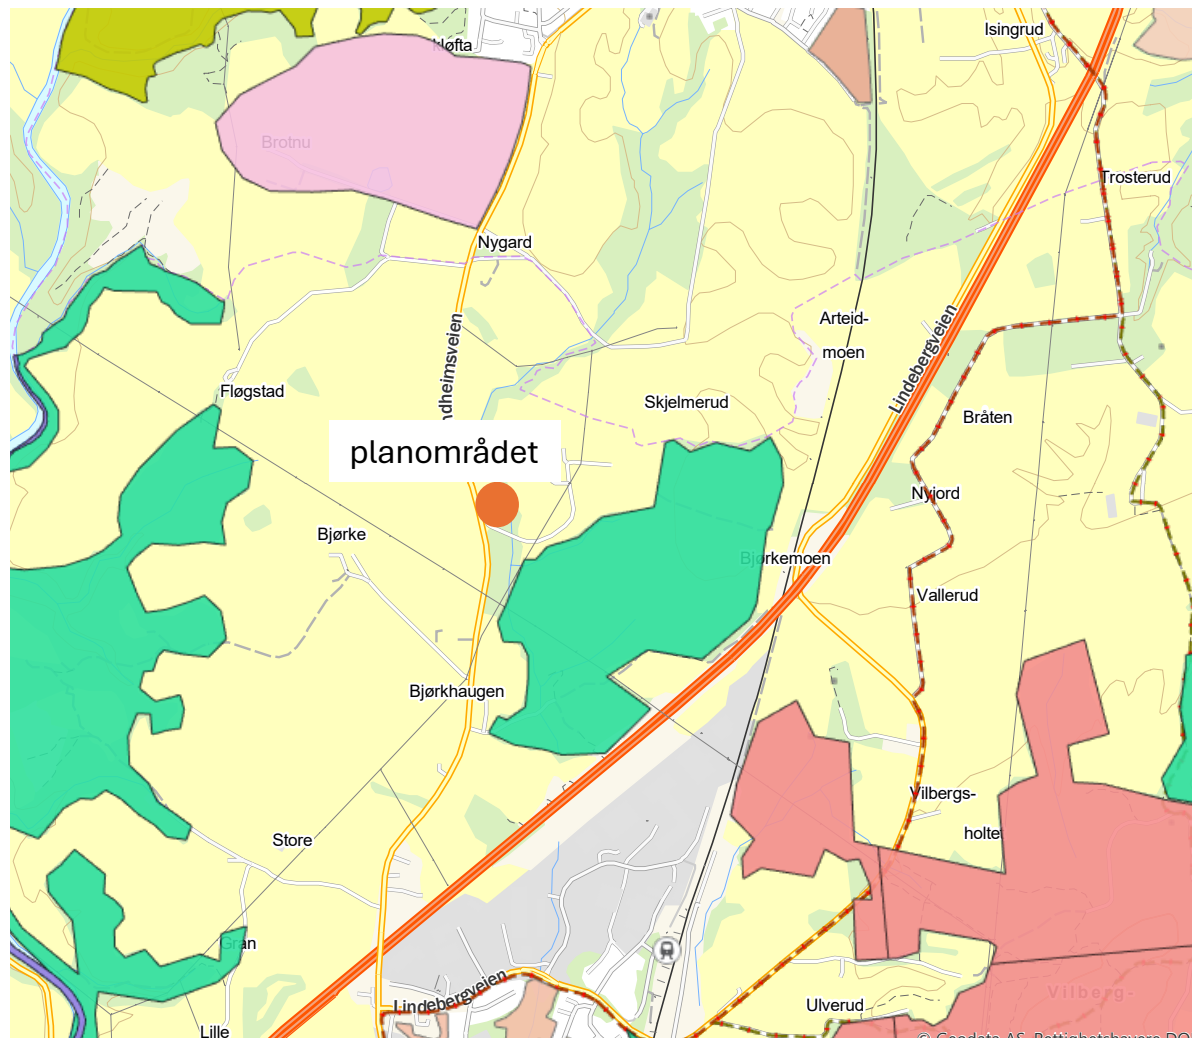 Isingrud
Brotnu
Trosterud
Nygard
Arteid-
moen
Lindebergveien
Fløgstad
Skjelmerud
Bråten
planområdet
Nyjord
Bjørke
Bjørkemoen
Vallerud
Bjørkhaugen
Vilbergs-
holtet
Store
Gran
Lindebergveien
Vilberg-
Ulverud
Lille